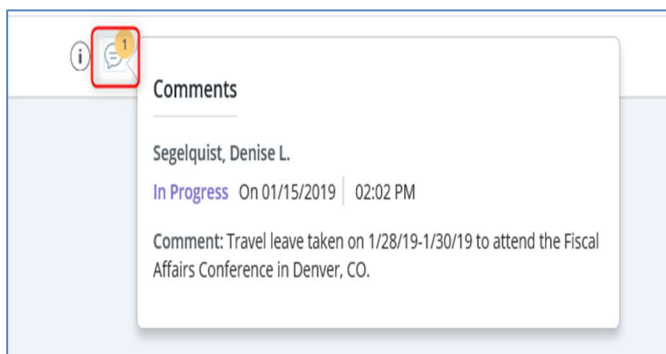 i 1
Comments
Segelquist, Denise L.
In Progress On 01/15/2019 02:02 PM
Comment: Travel leave taken on 1/28/19-1/30/19 to attend the Fiscal
Affairs Conference in Denver, CO.